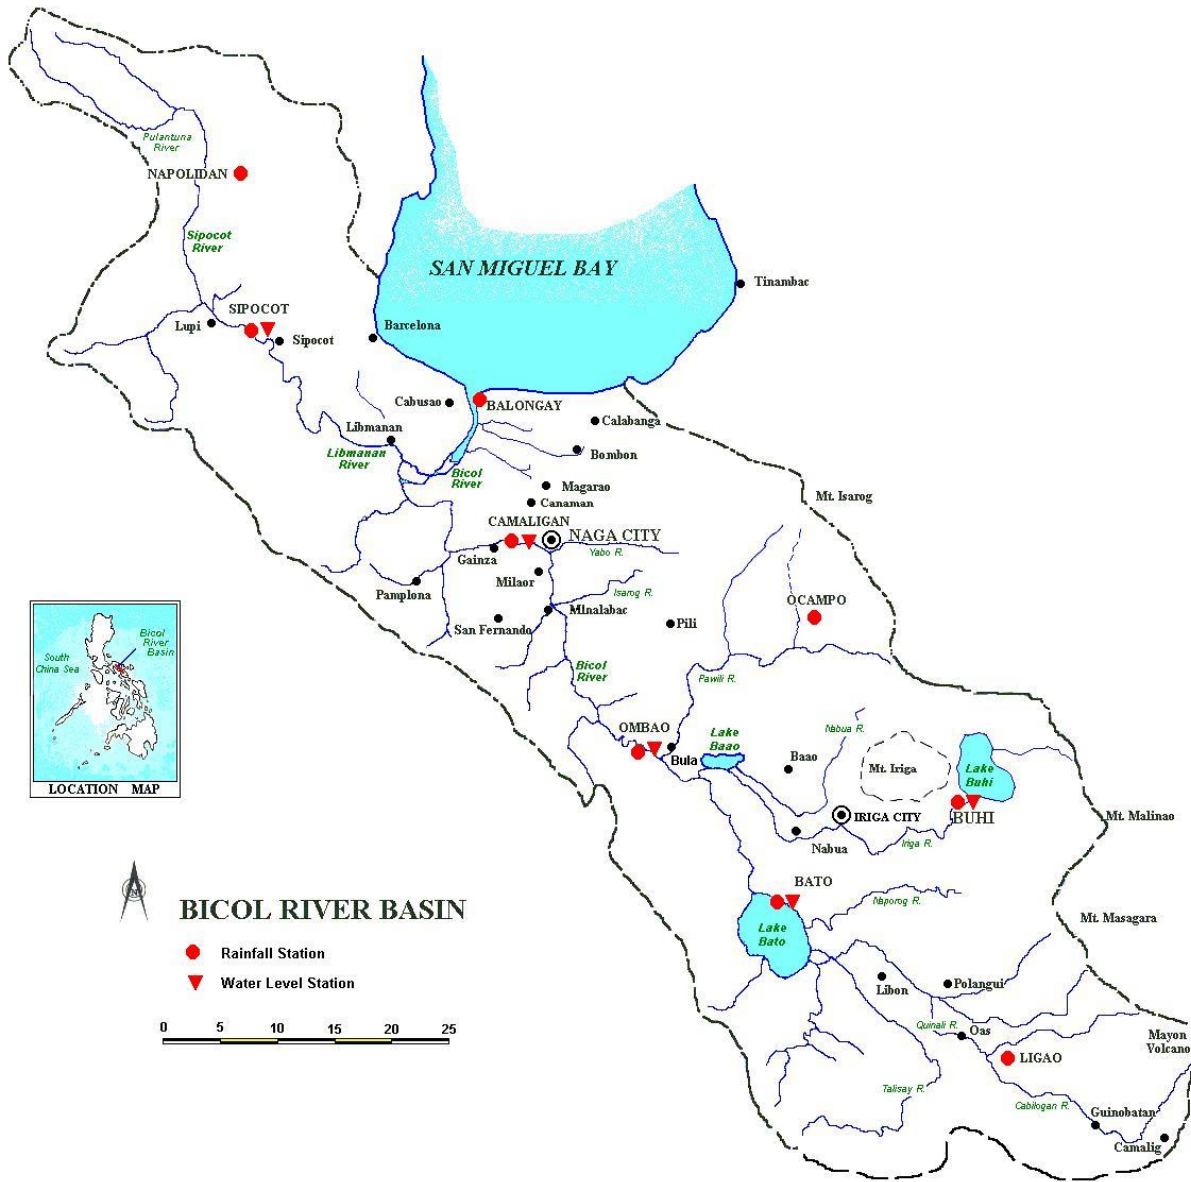 Pulantuna
River
NAPOLIDAN
Sipocot
River
SAN MIGUEL BAY
Tinambac
SIPOCOT
Lupi
Sipocot
Barcelona
Cabusao
BALONGAY
Calabanga
Libmanan
Libmanan
River
Bicol
River
Bombon
Magarao
Canaman
Mt. Isarog
CAMALIGAN
NAGA CITY
Gainza
Yabo R.
Milaor
Isarog R.
Pamplona
MInalabac
San Fernando
Pili
OCAMPO
Bicol
River
Pawili R.
South
China Sea
Bicol
River
Basin
LOCATION MAP
OMBAO
Bula
Lake
Baao
Nabua R.
Baao
Mt. Iriga
Lake
Buhi
BUHI
Mt. Malinao
IRIGA CITY
Nabua
Iriga R.
BATO
Naporog R.
Lake
Bato
Mt. Masagara
N
BICOL RIVER BASIN
Rainfall Station
Water Level Station
0 5 10 15 20 25
Libon
Polangui
Quinali R.
Oas
Mayon
Volcano
LIGAO
Talisay R.
Cabilogan R.
Guinobatan
Camalig